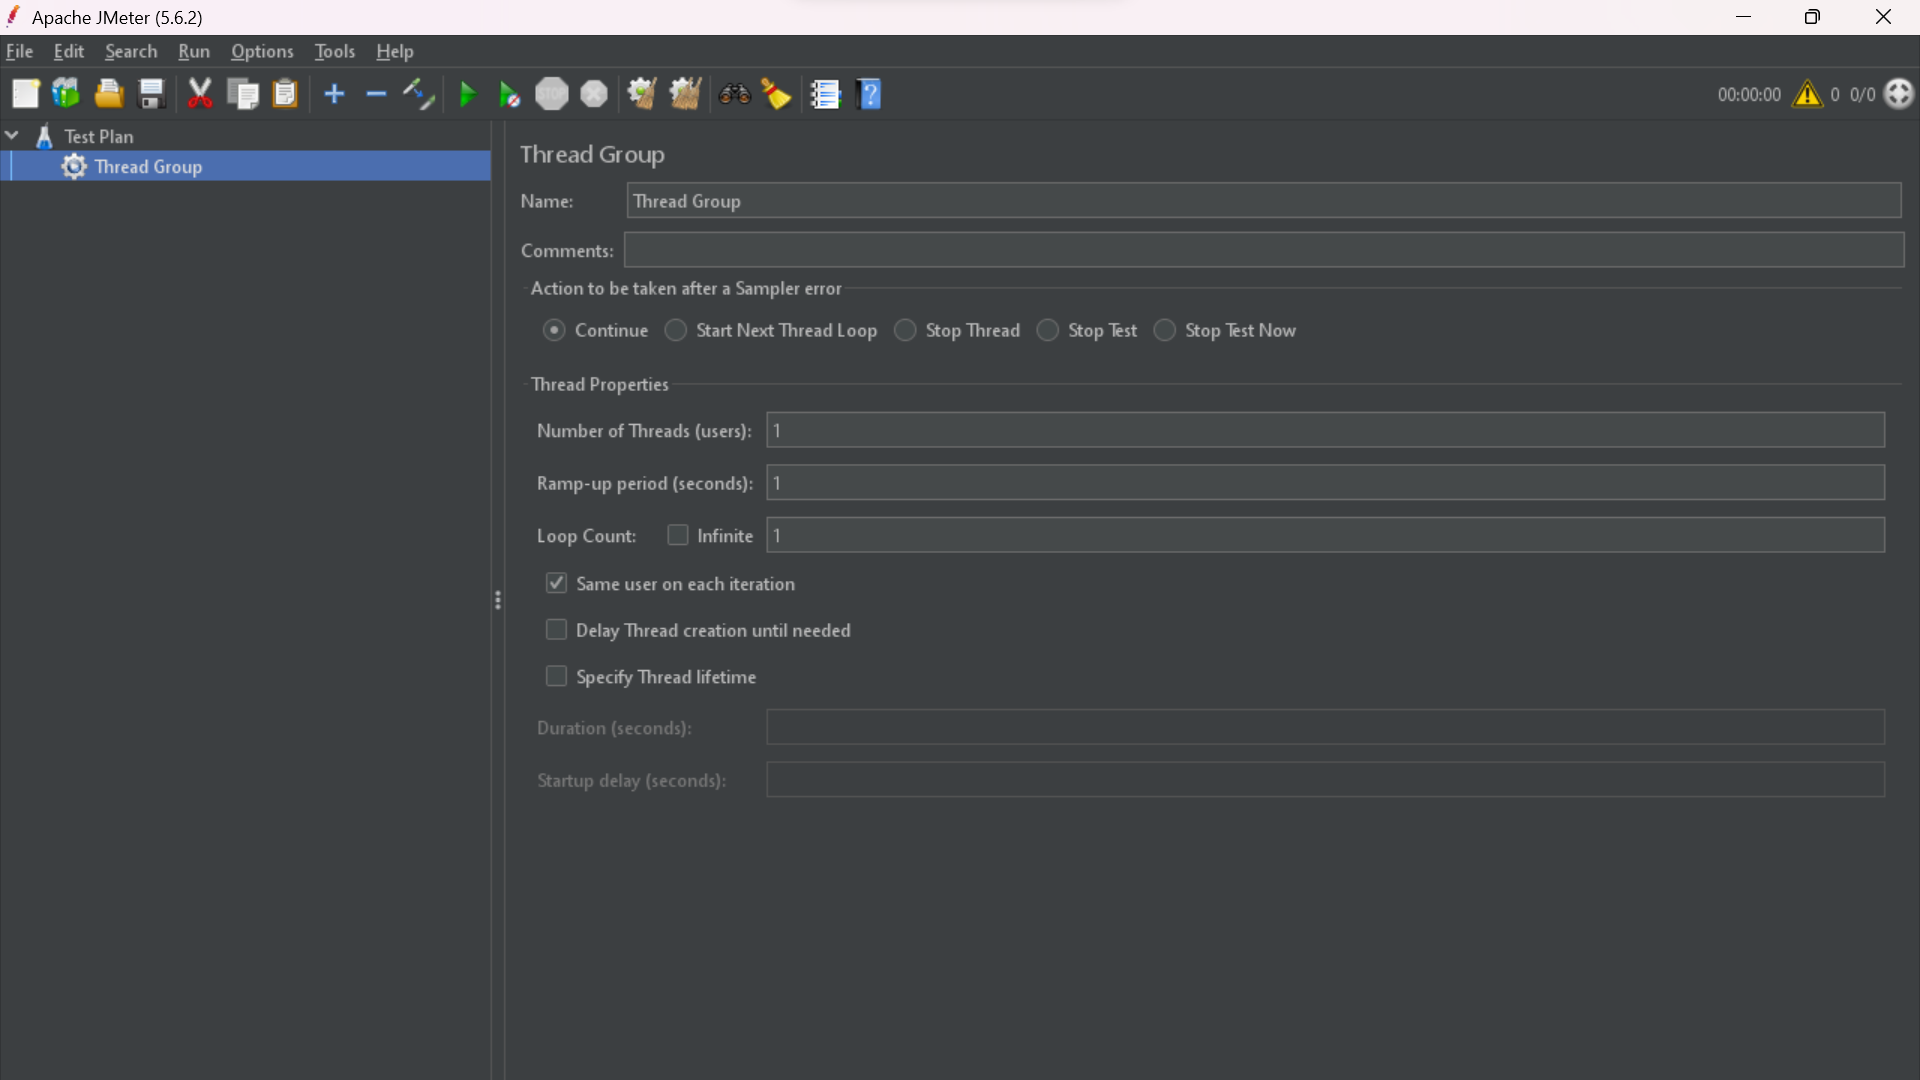 Apache JMeter (5.6.2)
File Edit Search Run Options Tools Help
STOP
?
00:00:00 0 0/0
Test Plan
Thread Group
Thread Group
Name: Thread Group
Comments:
Action to be taken after a Sampler error
Continue Start Next Thread Loop Stop Thread Stop Test Stop Test Now
Thread Properties
Number of Threads (users): 1
Ramp-up period (seconds): 1
Loop Count: Infinite 1
Same user on each iteration
Delay Thread creation until needed
Specify Thread lifetime
Duration (seconds):
Startup delay (seconds):